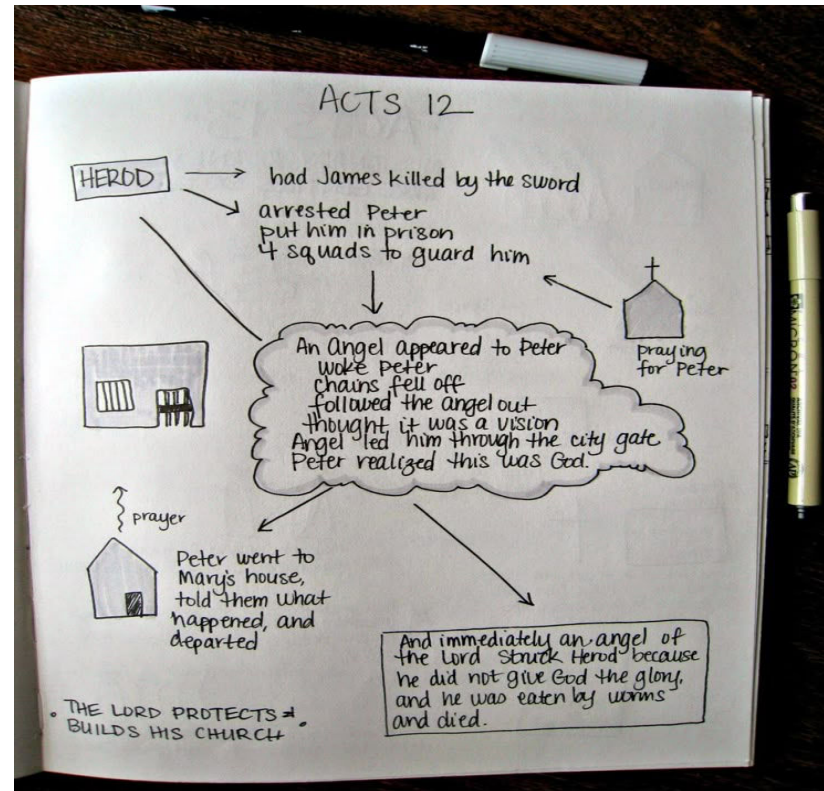 ACTS 12
HEROD
had James killed by the sword
arrested Peter
put him in prison
4 squads to guard him
praying
for Peter
An Angel appeared to Peter
woke Peter
chains fell off
followed the angel out
thought it was a vision
Angel led him through the city gate
Peter realized this was God.
prayer
Peter went to
Mary's house,
told them what
happened, and
departed
And immediately an angel of
the Lord Struck Herod because
he did not give God the glory,
and he was eaten by worms
and died.
. THE LORD PROTECTS &
BUILDS HIS CHURCH .
MICRON